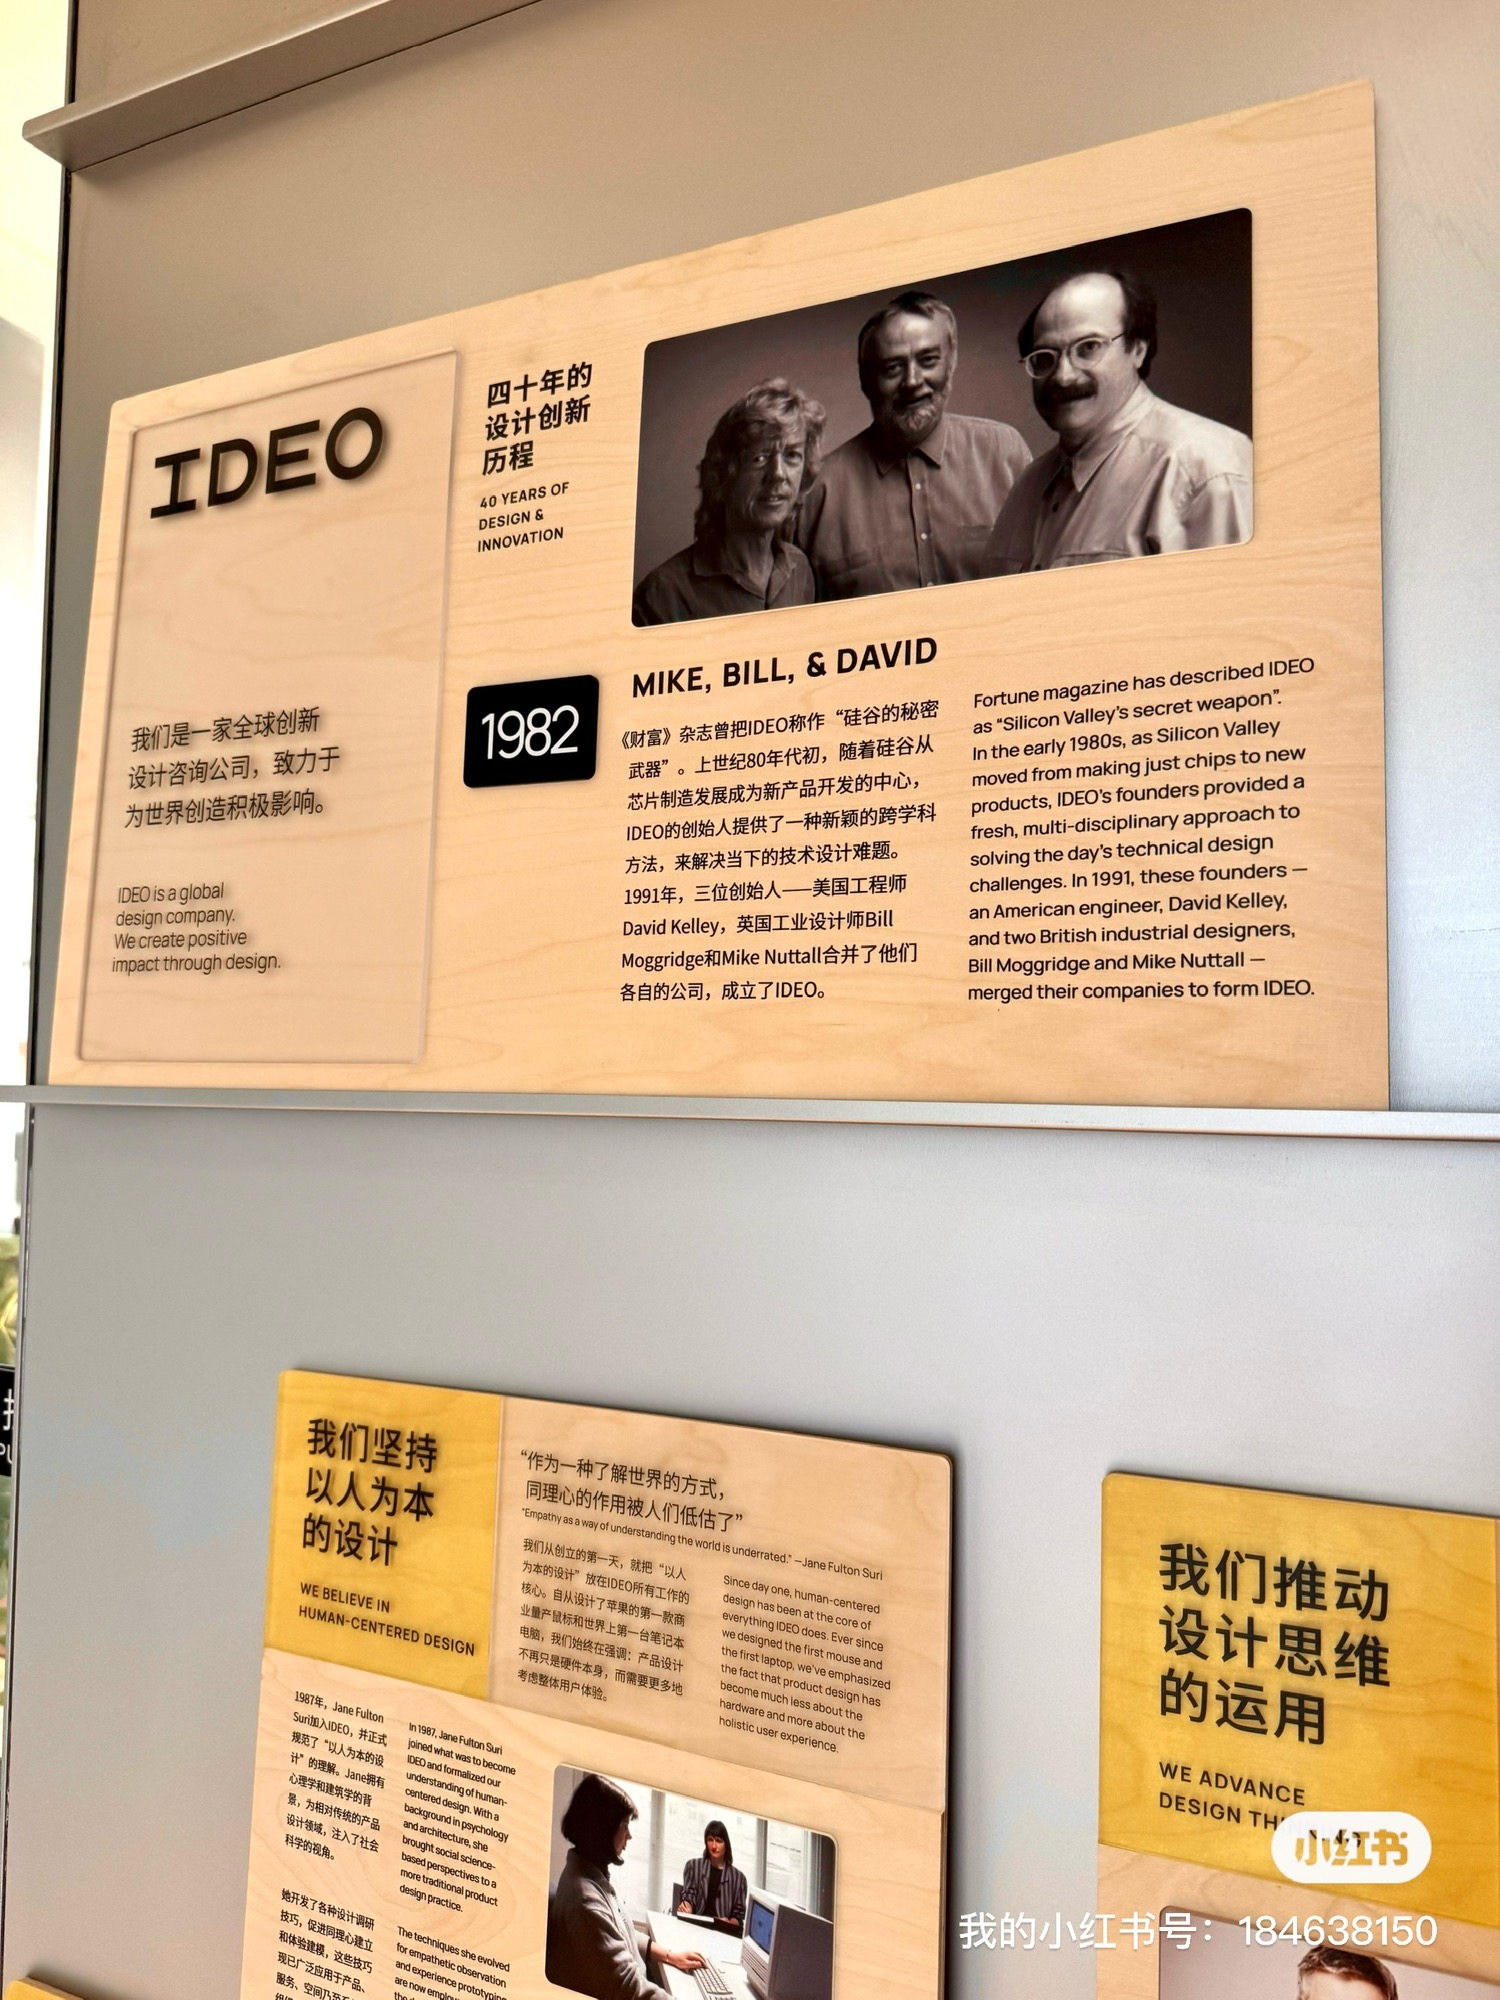 IDEO
我们是一家全球创新
设计咨询公司，致力于
为世界创造积极影响。
IDEO is a global
design company.
We create positive
impact through design.
四十年的
设计创新
历程
40 YEARS OF
DESIGN &
INNOVATION
1982
MIKE, BILL, & DAVID
《财富》杂志曾把IDEO称作“硅谷的秘密
武器”。上世纪80年代初，随着硅谷从
芯片制造发展成为新产品开发的中心，
IDEO的创始人提供了一种新颖的跨学科
方法，来解决当下的技术设计难题。
1991年，三位创始人——美国工程师
David Kelley，英国工业设计师Bill
Moggridge和Mike Nuttall合并了他们
各自的公司，成立了IDEO。
Fortune magazine has described IDEO
as “Silicon Valley’s secret weapon”.
In the early 1980s, as Silicon Valley
moved from making just chips to new
products, IDEO’s founders provided a
fresh, multi-disciplinary approach to
solving the day’s technical design
challenges. In 1991, these founders —
an American engineer, David Kelley,
and two British industrial designers,
Bill Moggridge and Mike Nuttall —
merged their companies to form IDEO.
我们坚持
以人为本
的设计
WE BELIEVE IN
HUMAN-CENTERED DESIGN
“作为一种了解世界的方式，
同理心的作用被人们低估了”
“Empathy as a way of understanding the world is underrated.” —Jane Fulton Suri
我们从创立的第一天，就把“以人
为本的设计”放在IDEO所有工作的
核心。自从设计了苹果的第一款商
业量产鼠标和世界上第一台笔记本
电脑，我们始终在强调：产品设计
不再只是硬件本身，而需要更多地
考虑整体用户体验。
Since day one, human-centered
design has been at the core of
everything IDEO does. Ever since
we designed the first mouse and
the first laptop, we’ve emphasized
the fact that product design has
become much less about the
hardware and more about the
holistic user experience.
1987年，Jane Fulton
Suri加入IDEO，并正式
规范了“以人为本的设
计”的理解。Jane拥有
心理学和建筑学的背
景，为相对传统的产品
设计领域，注入了社会
科学的视角。
她开发了各种设计调研
技巧，促进同理心建立
和体验建模，这些技巧
现已广泛应用于产品、
服务、空间乃至
In 1987, Jane Fulton Suri
joined what was to become
IDEO and formalized our
understanding of human-
centered design. With a
background in psychology
and architecture, she
brought social science-
based perspectives to a
more traditional product
design practice.
The techniques she evolved
for empathetic observation
and experience prototyping
are now
我们推动
设计思维
的运用
WE ADVANCE
DESIGN
小红书
我的小红书号：184638150